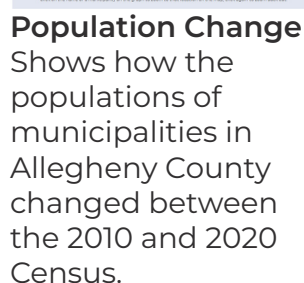 Population Change
Shows how the
populations of
municipalities in
Allegheny County
changed between
the 2010 and 2020
Census.